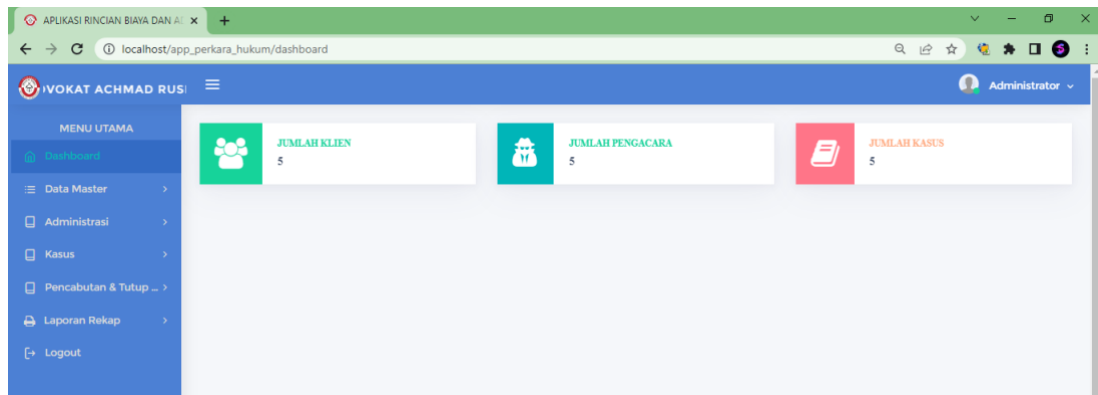 APLIKASI RINCIAN BIAYA DAN A
localhost/app_perkara_hukum/dashboard
VOKAT ACHMAD RUS
Administrator
MENU UTAMA
Dashboard
Data Master
Administrasi
Kasus
Pencabutan & Tutup ...
Laporan Rekap
Logout
JUMLAH KLIEN
5
JUMLAH PENGACARA
5
JUMLAH KASUS
5